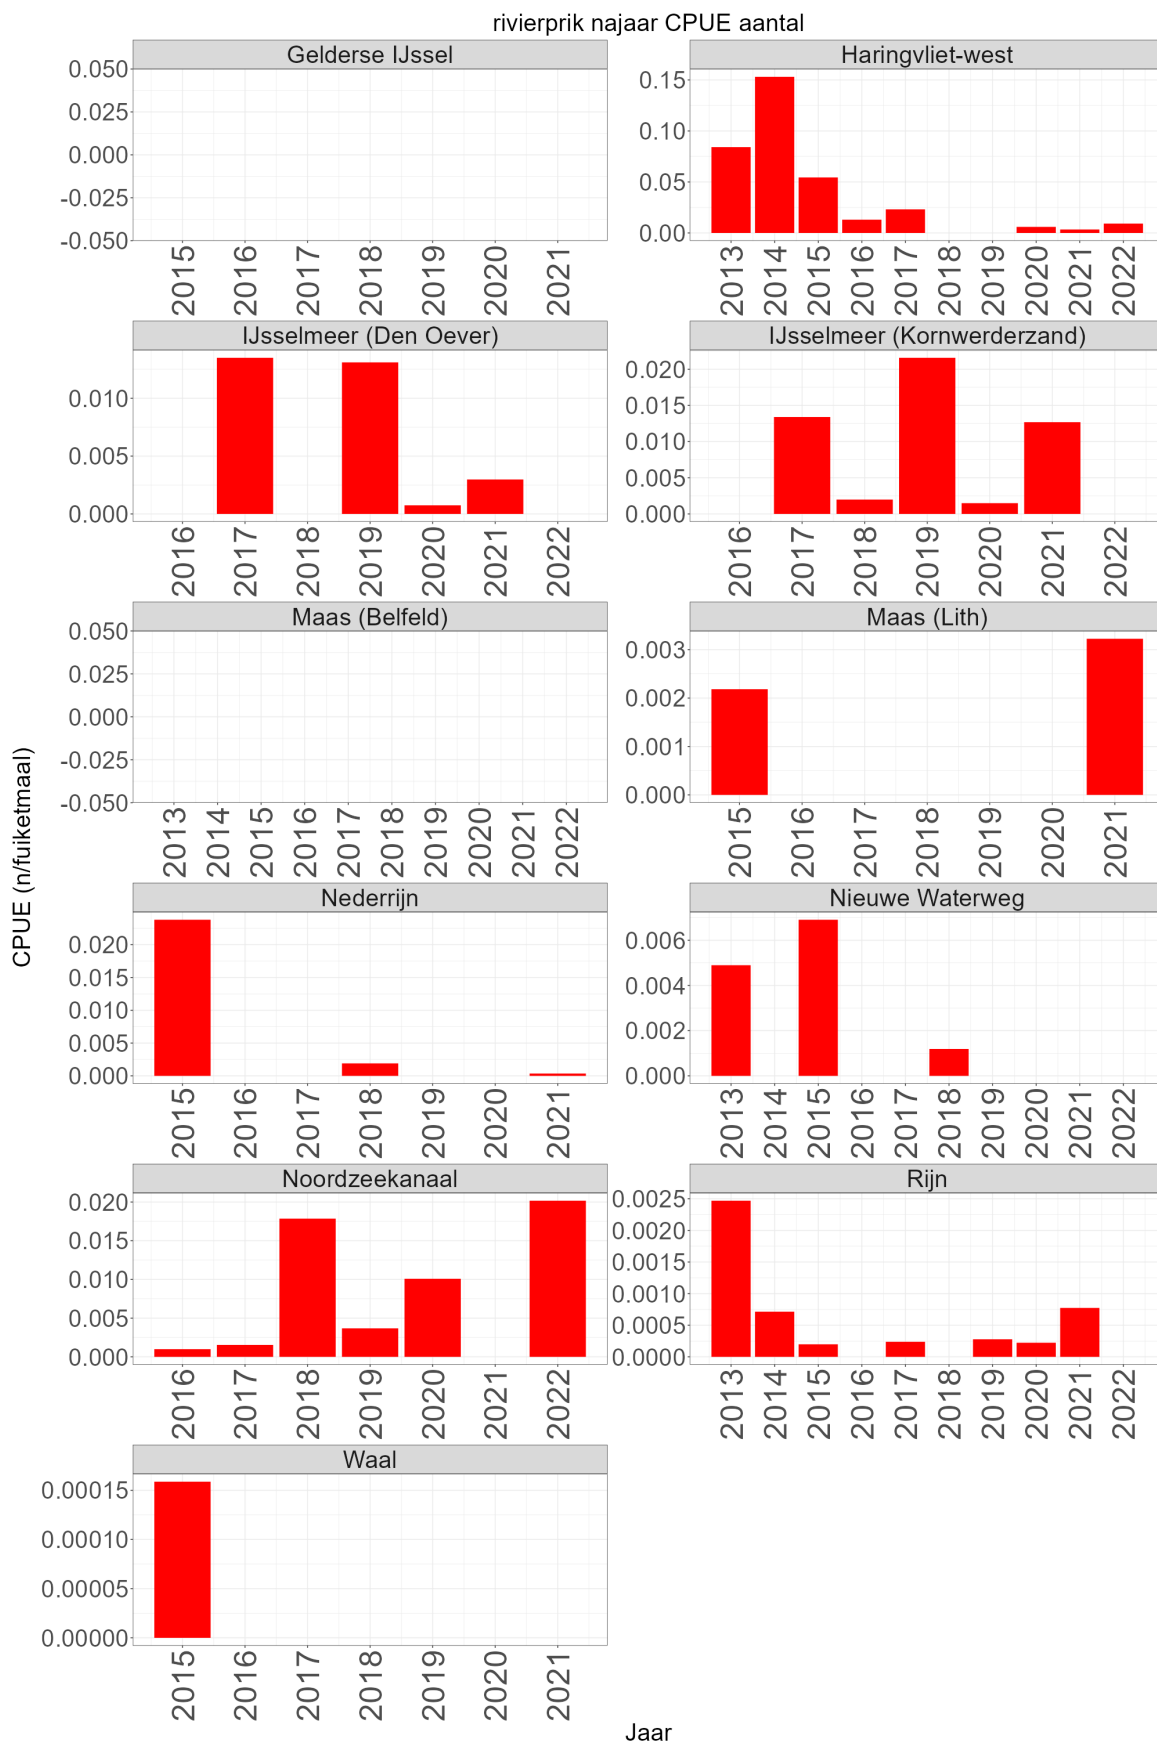 rivierprik najaar CPUE aantal
Gelderse IJssel
0.050
0.025
0.000
-0.025
-0.050
2015 2016 2017 2018 2019 2020 2021
Haringvliet-west
0.15
0.10
0.05
0.00
2013 2014 2015 2016 2017 2018 2019 2020 2021 2022
IJsselmeer (Den Oever)
0.010
0.005
0.000
2016 2017 2018 2019 2020 2021 2022
IJsselmeer (Kornwerderzand)
0.020
0.015
0.010
0.005
0.000
2016 2017 2018 2019 2020 2021 2022
Maas (Belfeld)
0.050
0.025
0.000
-0.025
-0.050
2013 2014 2015 2016 2017 2018 2019 2020 2021 2022
Maas (Lith)
0.003
0.002
0.001
0.000
2015 2016 2017 2018 2019 2020 2021
CPUE (n/fuiketmaal)
Nederrijn
0.020
0.015
0.010
0.005
0.000
2015 2016 2017 2018 2019 2020 2021
Nieuwe Waterweg
0.006
0.004
0.002
0.000
2013 2014 2015 2016 2017 2018 2019 2020 2021 2022
Noordzeekanaal
0.020
0.015
0.010
0.005
0.000
2016 2017 2018 2019 2020 2021 2022
Rijn
0.0025
0.0020
0.0015
0.0010
0.0005
0.0000
2013 2014 2015 2016 2017 2018 2019 2020 2021 2022
Waal
0.00015
0.00010
0.00005
0.00000
2015 2016 2017 2018 2019 2020 2021
Jaar